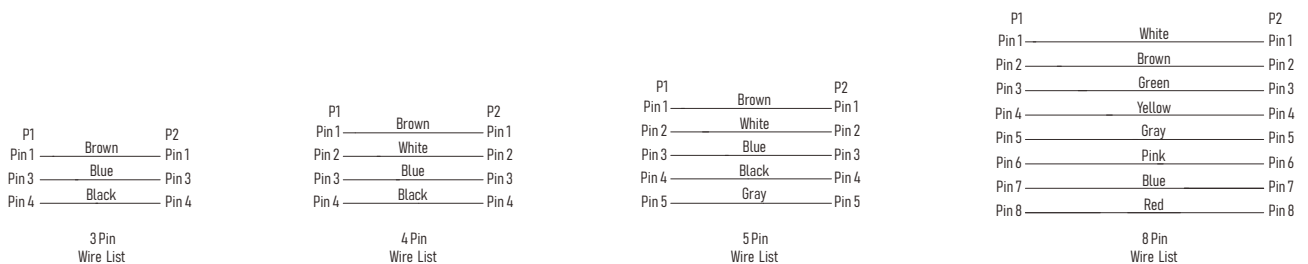 P1 P2
Pin 1 Brown Pin 1
Pin 3 Blue Pin 3
Pin 4 Black Pin 4
3 Pin
Wire List
P1 P2
Pin 1 Brown Pin 1
Pin 2 White Pin 2
Pin 3 Blue Pin 3
Pin 4 Black Pin 4
4 Pin
Wire List
P1 P2
Pin 1 Brown Pin 1
Pin 2 White Pin 2
Pin 3 Blue Pin 3
Pin 4 Black Pin 4
Pin 5 Gray Pin 5
5 Pin
Wire List
P1 P2
Pin 1 White Pin 1
Pin 2 Brown Pin 2
Pin 3 Green Pin 3
Pin 4 Yellow Pin 4
Pin 5 Gray Pin 5
Pin 6 Pink Pin 6
Pin 7 Blue Pin 7
Pin 8 Red Pin 8
8 Pin
Wire List